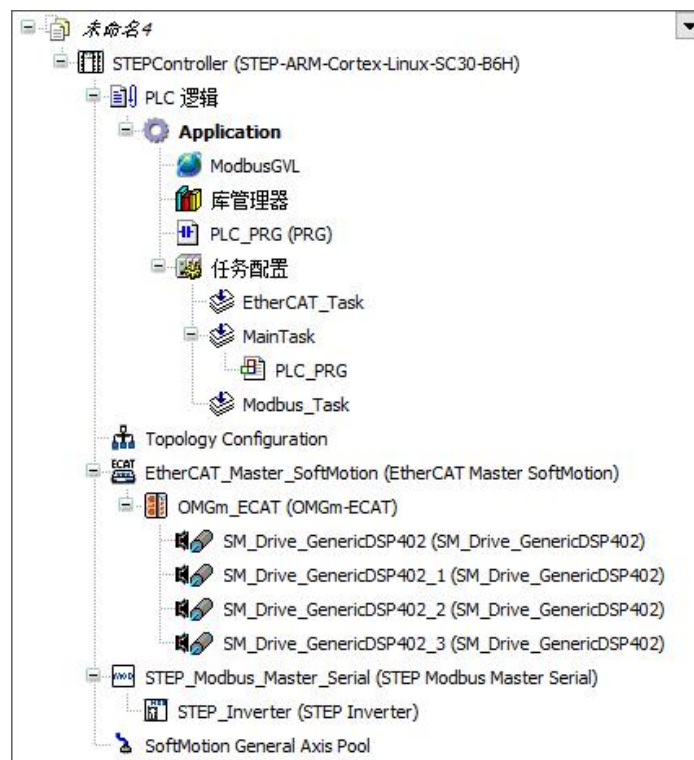 未命名4
STEPController (STEP-ARM-Cortex-Linux-SC30-B6H)
PLC 逻辑
Application
ModbusGVL
库管理器
PLC_PRG (PRG)
任务配置
EtherCAT_Task
MainTask
PLC_PRG
Modbus_Task
Topology Configuration
EtherCAT_Master_SoftMotion (EtherCAT Master SoftMotion)
OMGm_ECAT (OMGm-ECAT)
SM_Drive_GenericDSP402 (SM_Drive_GenericDSP402)
SM_Drive_GenericDSP402_1 (SM_Drive_GenericDSP402)
SM_Drive_GenericDSP402_2 (SM_Drive_GenericDSP402)
SM_Drive_GenericDSP402_3 (SM_Drive_GenericDSP402)
STEP_Modbus_Master_Serial (STEP Modbus Master Serial)
STEP_Inverter (STEP Inverter)
SoftMotion General Axis Pool